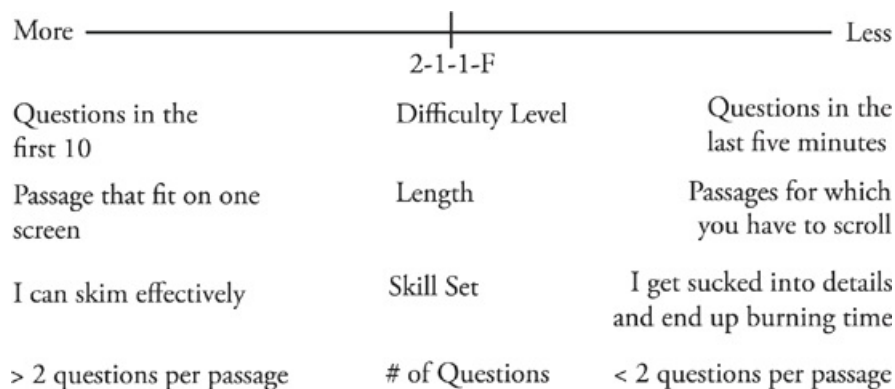 More Less
2-1-1-F
Questions in the first 10 Difficulty Level Questions in the last five minutes
Passage that fit on one screen Length Passages for which you have to scroll
I can skim effectively Skill Set I get sucked into details and end up burning time
> 2 questions per passage # of Questions < 2 questions per passage